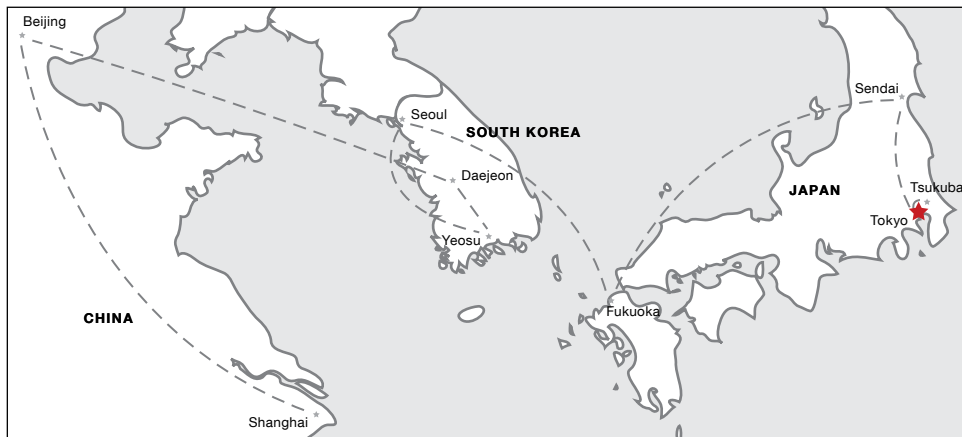 Beijing
Sendai
Seoul
SOUTH KOREA
Daejeon
JAPAN
Tsukuba
Tokyo
Yeosu
Fukuoka
CHINA
Shanghai